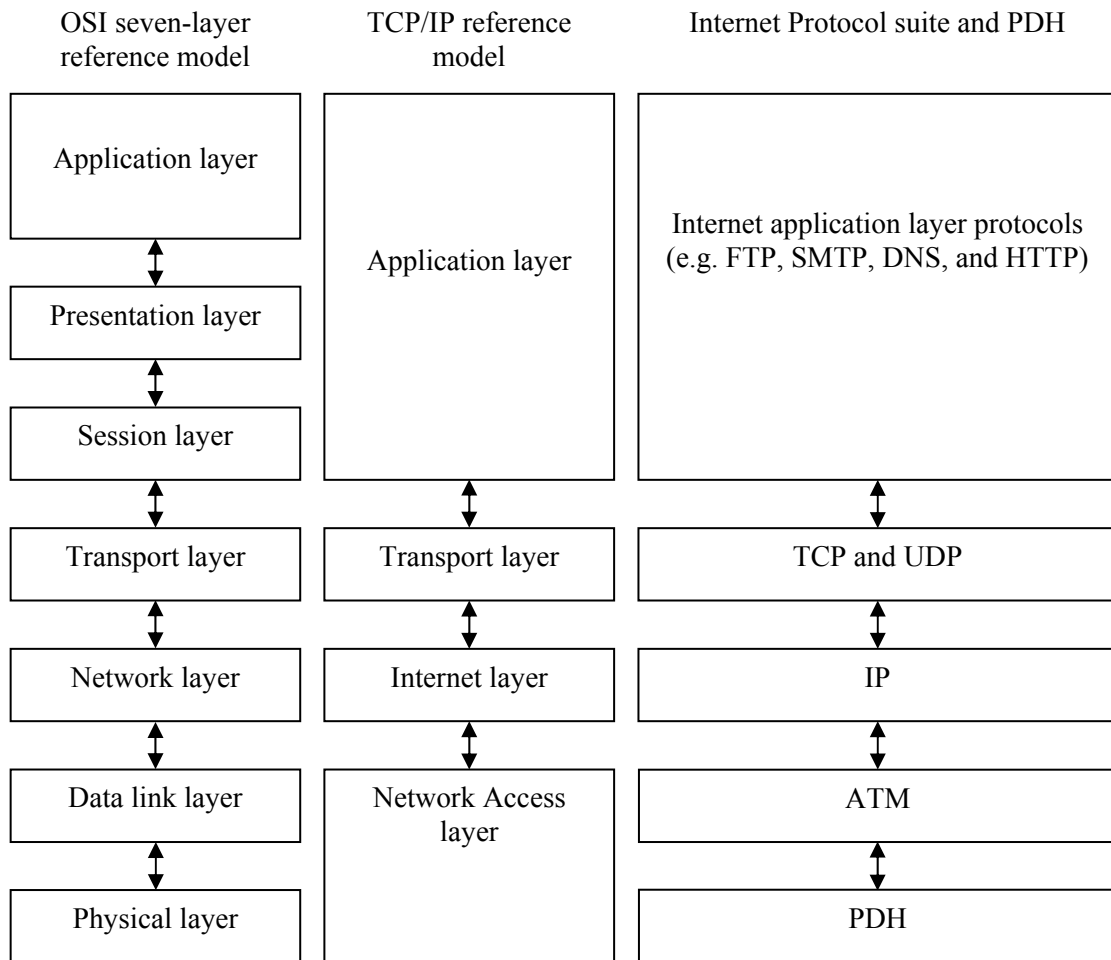 OSI seven-layer
reference model
TCP/IP reference
model
Internet Protocol suite and PDH
Application layer
Presentation layer
Session layer
Transport layer
Network layer
Data link layer
Physical layer
Application layer
Transport layer
Internet layer
Network Access
layer
Internet application layer protocols
(e.g. FTP, SMTP, DNS, and HTTP)
TCP and UDP
IP
ATM
PDH